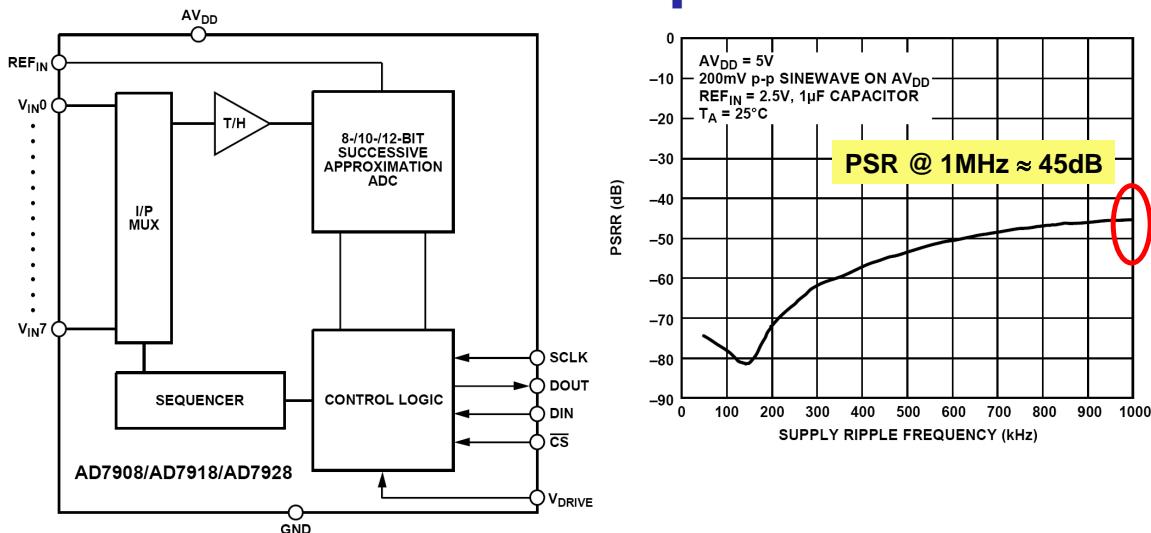 AVDD
REFIN
VIN0
T/H
8-/10-/12-BIT
SUCCESSIVE
APPROXIMATION
ADC
I/P
MUX
VIN7
SEQUENCER
CONTROL LOGIC
SCLK
DOUT
DIN
CS
AD7908/AD7918/AD7928
VDRIVE
GND
AVDD = 5V
200mV p-p SINEWAVE ON AVDD
REFIN = 2.5V, 1µF CAPACITOR
TA = 25°C
PSR @ 1MHz ≈ 45dB
PSRR (dB)
0
–10
–20
–30
–40
–50
–60
–70
–80
–90
0 100 200 300 400 500 600 700 800 900 1000
SUPPLY RIPPLE FREQUENCY (kHz)